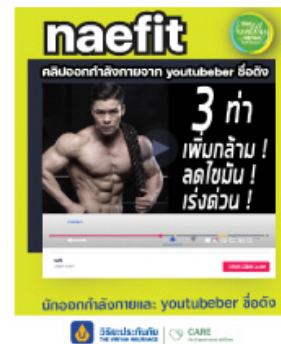 naefit
คลิปออกกำลังกายจาก youtubeber ชื่อดัง
3 ท่า
เพิ่มกล้าม !
ลดไขมัน !
เร่งด่วน !
นักออกกำลังกายและ youtubeber ชื่อดัง
วิริยะประกันภัย
THE VIRIYAH INSURANCE
CARE